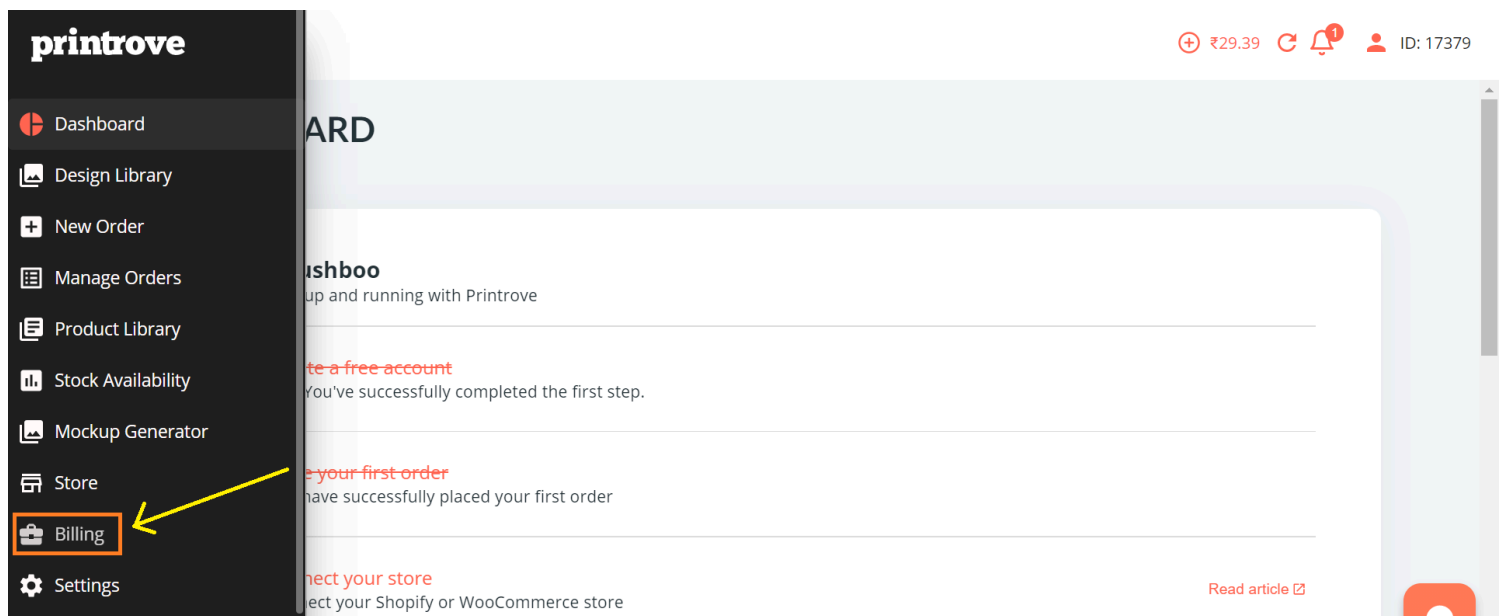 printrove
₹29.39
1
ID: 17379
Dashboard
Design Library
New Order
Manage Orders
Product Library
Stock Availability
Mockup Generator
Store
Billing
Settings
ARD
ushboo
up and running with Printrove
te a free account
You've successfully completed the first step.
e your first order
have successfully placed your first order
nect your store
ect your Shopify or WooCommerce store
Read article